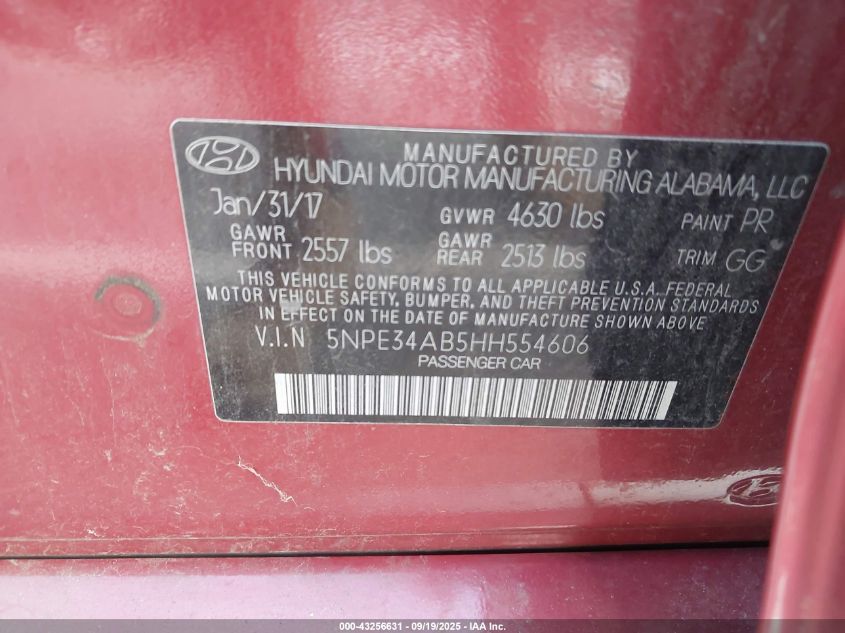 MANUFACTURED BY
HYUNDAI MOTOR MANUFACTURING ALABAMA, LLC
Jan/31/17 GVWR 4630 lbs PAINT PR
GAWR FRONT 2557 lbs GAWR REAR 2513 lbs TRIM GG
THIS VEHICLE CONFORMS TO ALL APPLICABLE U.S.A. FEDERAL
MOTOR VEHICLE SAFETY, BUMPER, AND THEFT PREVENTION STANDARDS
IN EFFECT ON THE DATE OF MANUFACTURE SHOWN ABOVE
V.I.N 5NPE34AB5HH554606
PASSENGER CAR
000-43256631 - 09/19/2025 - IAA Inc.